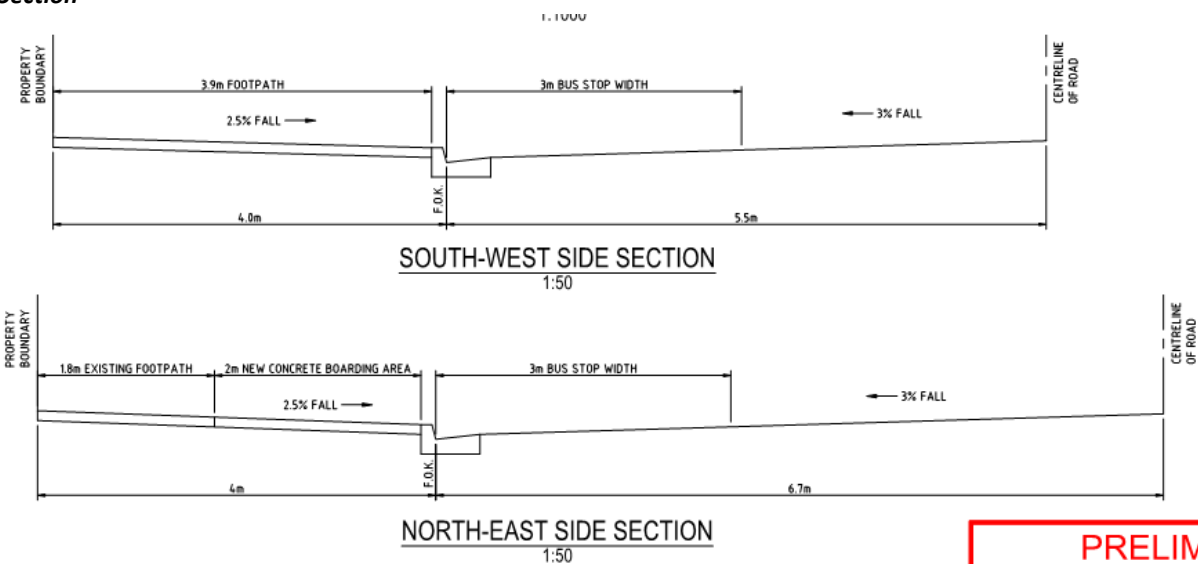 Section
1:1000
PROPERTY
BOUNDARY
3.9m FOOTPATH
3m BUS STOP WIDTH
CENTRELINE
OF ROAD
2.5% FALL
3% FALL
F.O.K.
4.0m
5.5m
SOUTH-WEST SIDE SECTION
1:50
PROPERTY
BOUNDARY
1.8m EXISTING FOOTPATH
2m NEW CONCRETE BOARDING AREA
3m BUS STOP WIDTH
CENTRELINE
OF ROAD
2.5% FALL
3% FALL
F.O.K.
4m
6.7m
NORTH-EAST SIDE SECTION
1:50
PRELIM